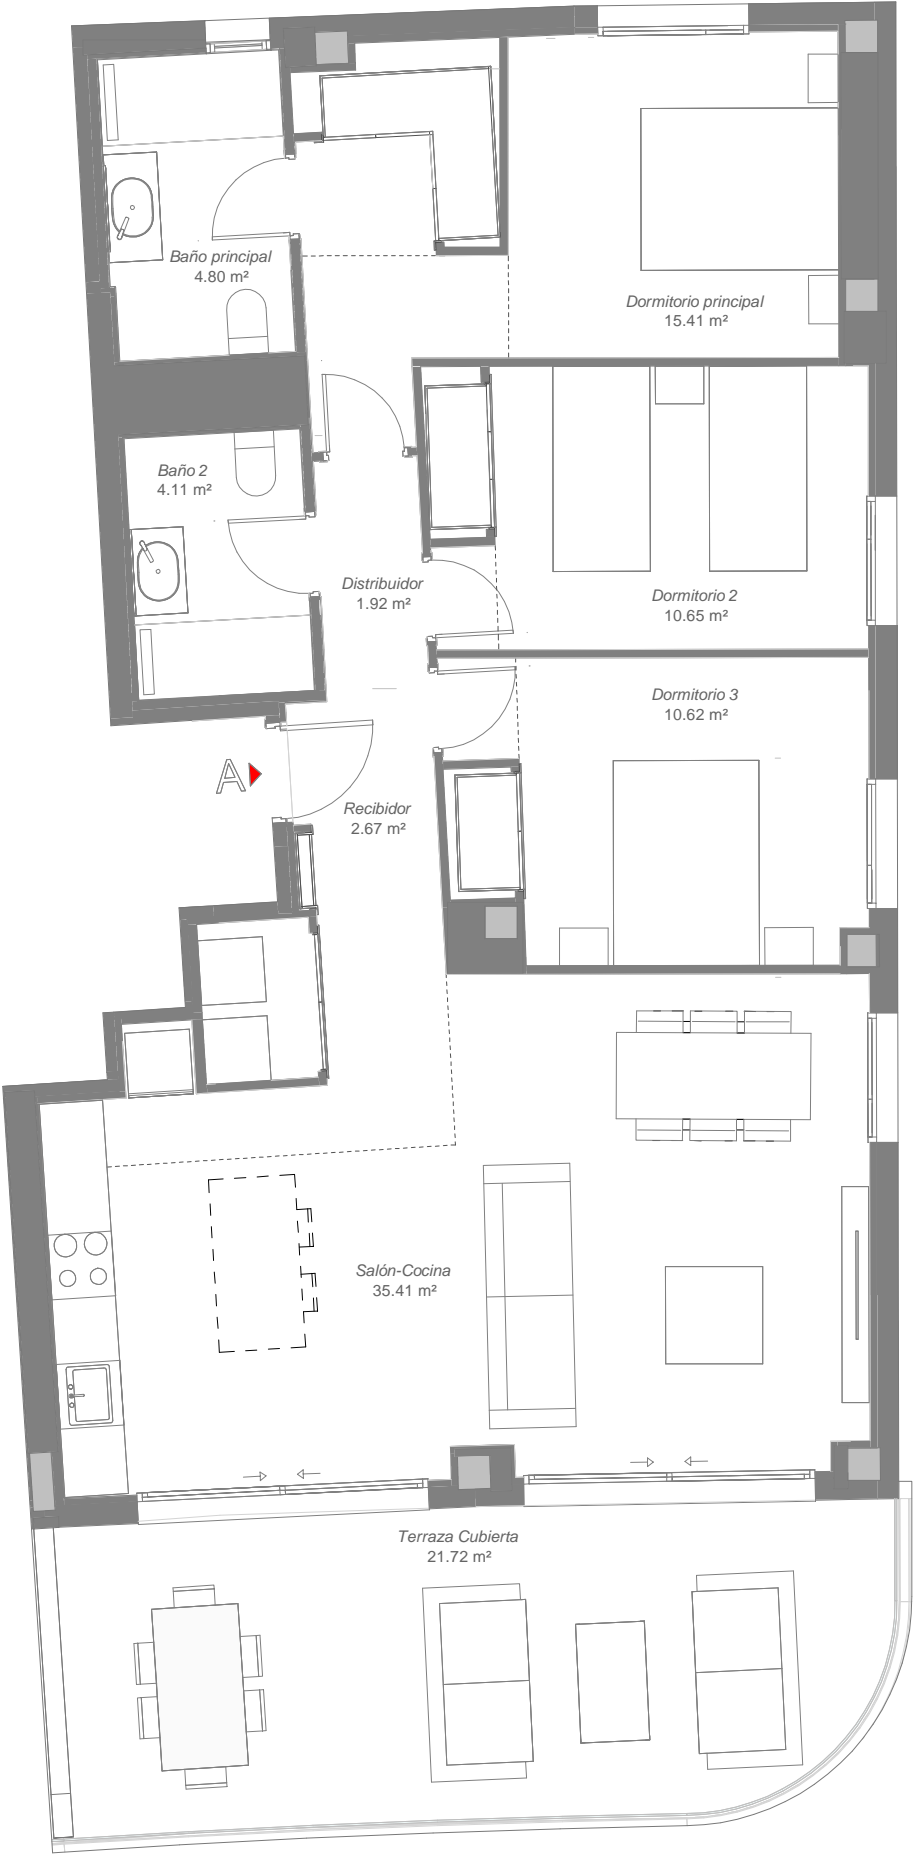 Baño principal
4.80 m²
Dormitorio principal
15.41 m²
Baño 2
4.11 m²
Distribuidor
1.92 m²
Dormitorio 2
10.65 m²
Dormitorio 3
10.62 m²
A
Recibidor
2.67 m²
Salón-Cocina
35.41 m²
Terraza Cubierta
21.72 m²